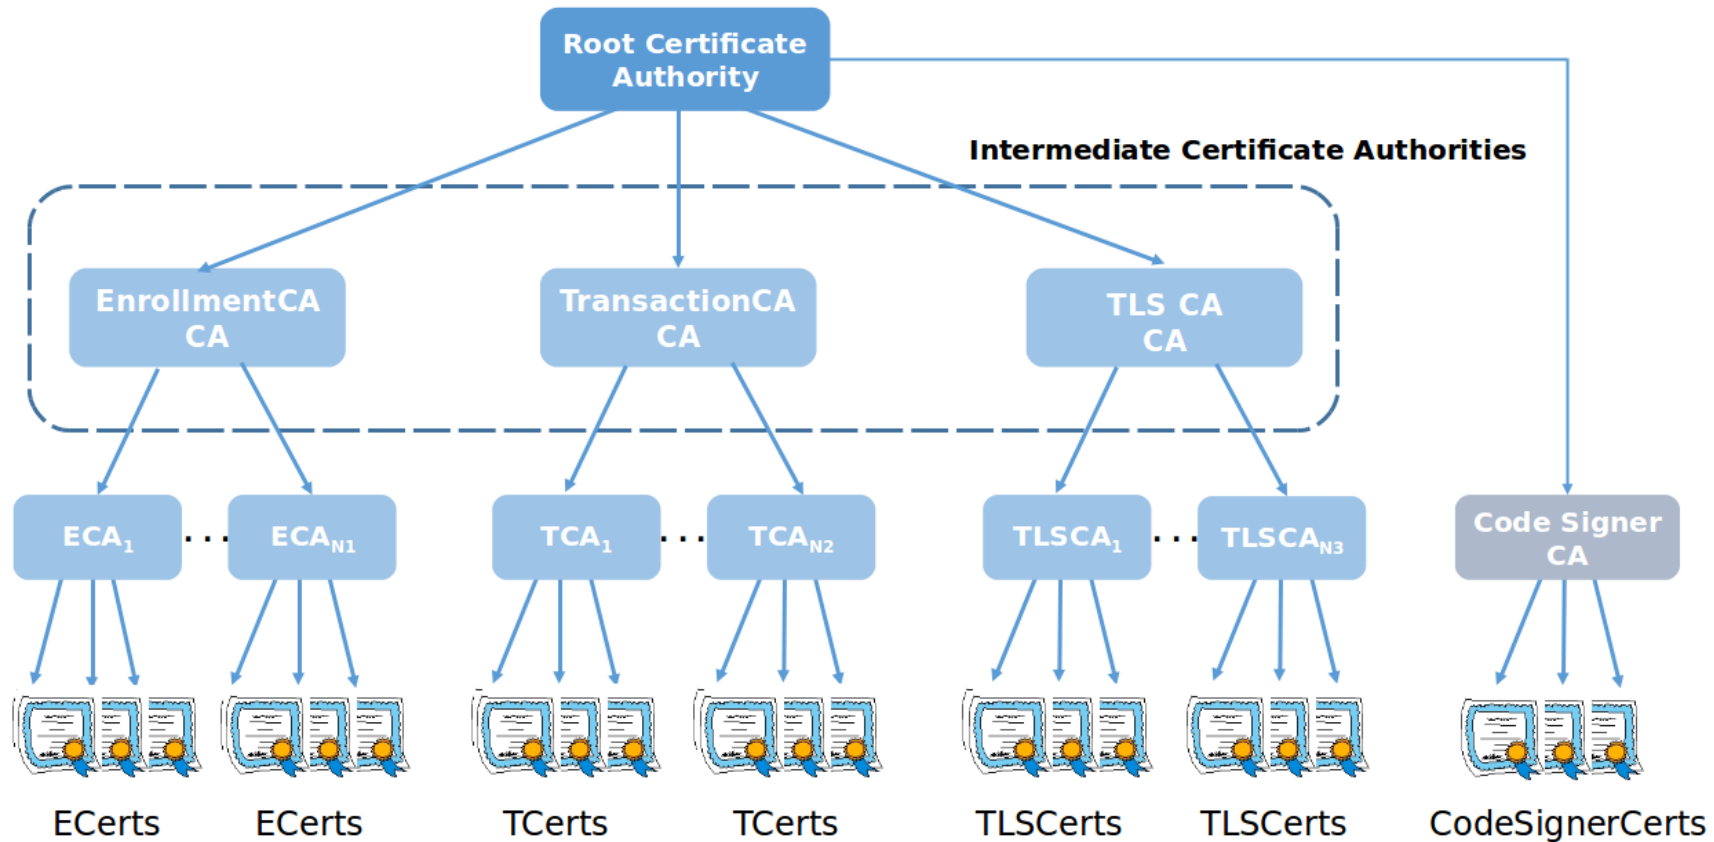 Root Certificate
Authority
Intermediate Certificate Authorities
EnrollmentCA
CA
TransactionCA
CA
TLS CA
CA
ECA1 ... ECAN1
TCA1 ... TCAN2
TLSCA1 ... TLSCAN3
Code Signer
CA
ECerts
ECerts
TCerts
TCerts
TLSCerts
TLSCerts
CodeSignerCerts